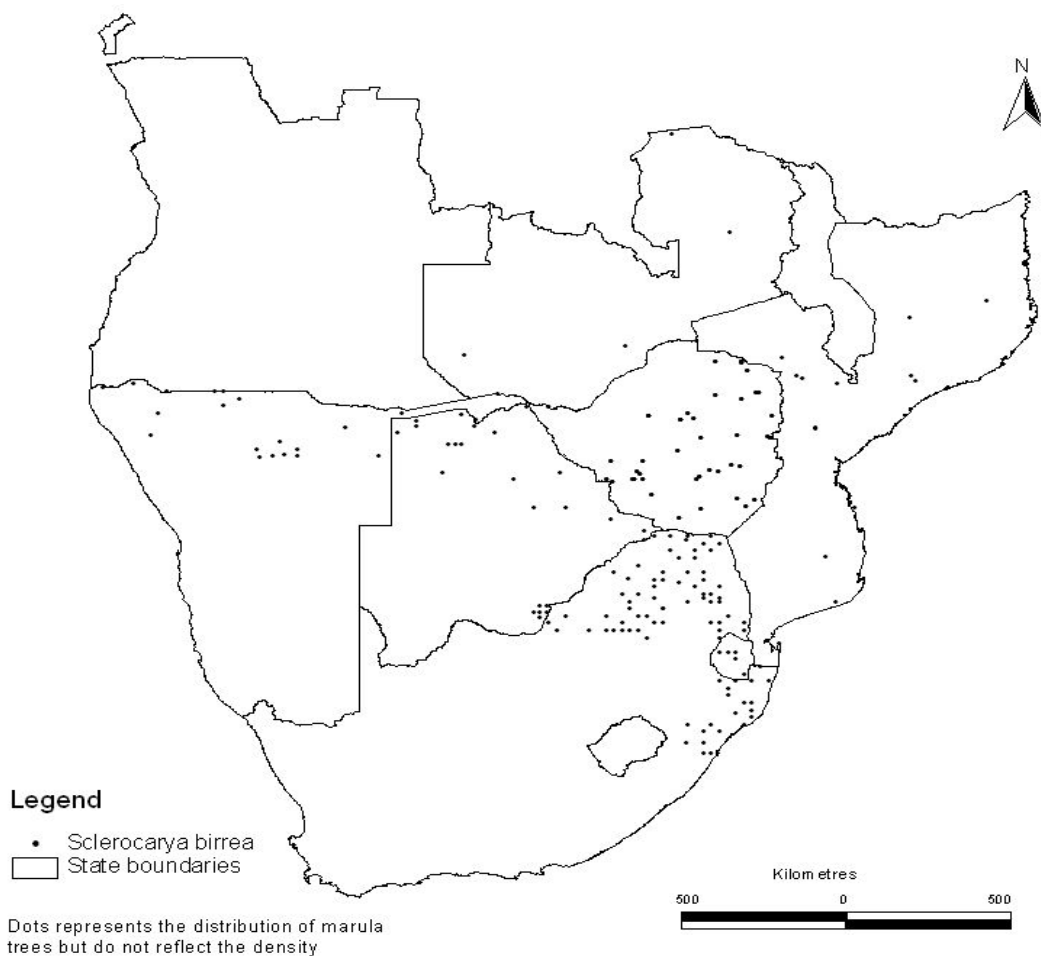 N
Legend
Sclerocarya birrea
State boundaries
Dots represents the distribution of marula
trees but do not reflect the density
Kilometres
500 0 500